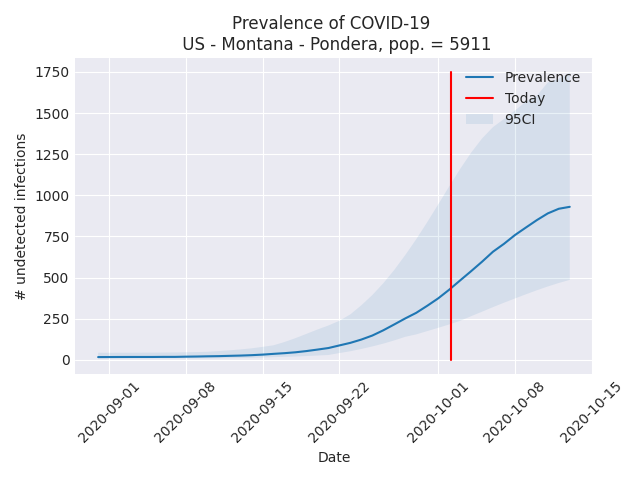 Prevalence of COVID-19
US - Montana - Pondera, pop. = 5911
Prevalence
Today
95CI
1750
1500
1250
1000
750
500
250
0
# undetected infections
2020-09-01
2020-09-08
2020-09-15
2020-09-22
2020-10-01
2020-10-08
2020-10-15
Date